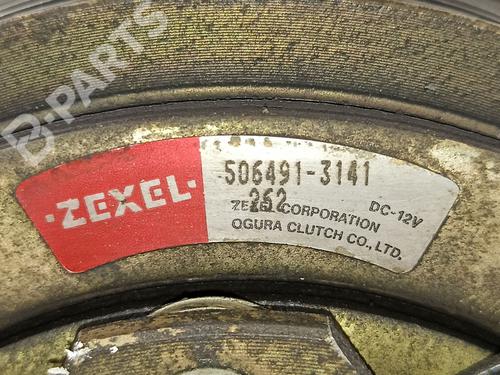 B-PARTS
·ZEXEL·
506491-3141
262
DC-12V
ZEXEL CORPORATION
OGURA CLUTCH CO., LTD.